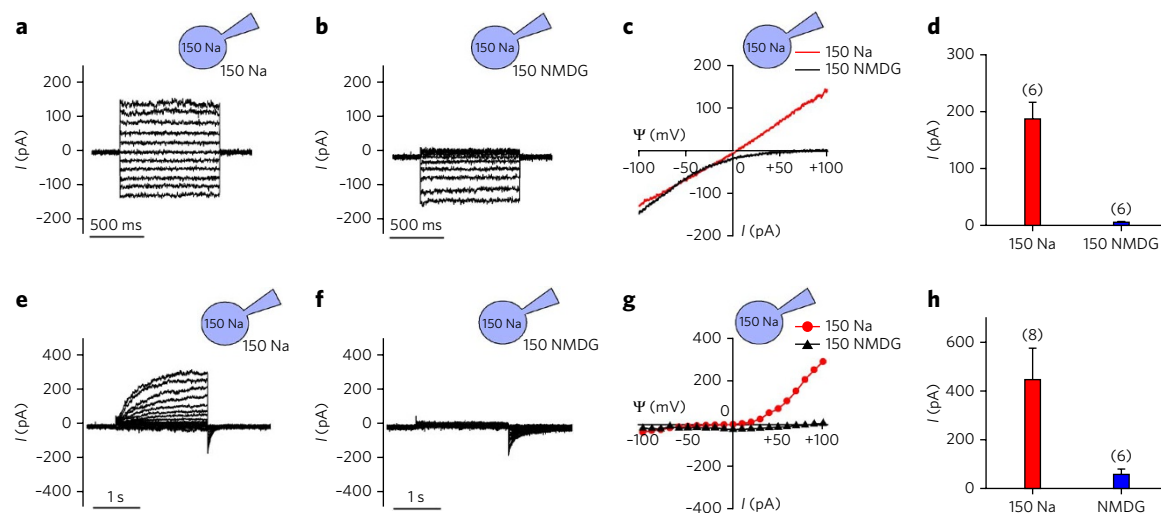 a
150 Na
150 Na
200
100
0
−100
−200
I (pA)
500 ms
b
150 Na
150 NMDG
200
100
0
−100
−200
500 ms
c
150 Na
150 Na
150 NMDG
200
100
Ψ (mV)
−100
−50
0
+50
+100
−100
−200
I (pA)
d
300
200
100
0
I (pA)
(6)
(6)
150 Na
150 NMDG
e
150 Na
150 Na
400
200
0
−200
−400
I (pA)
1 s
f
150 Na
150 NMDG
400
200
0
−200
−400
1 s
g
150 Na
150 Na
150 NMDG
400
200
Ψ (mV)
0
−100
−50
+50
+100
−200
−400
I (pA)
h
600
400
200
0
I (pA)
(8)
(6)
150 Na
NMDG